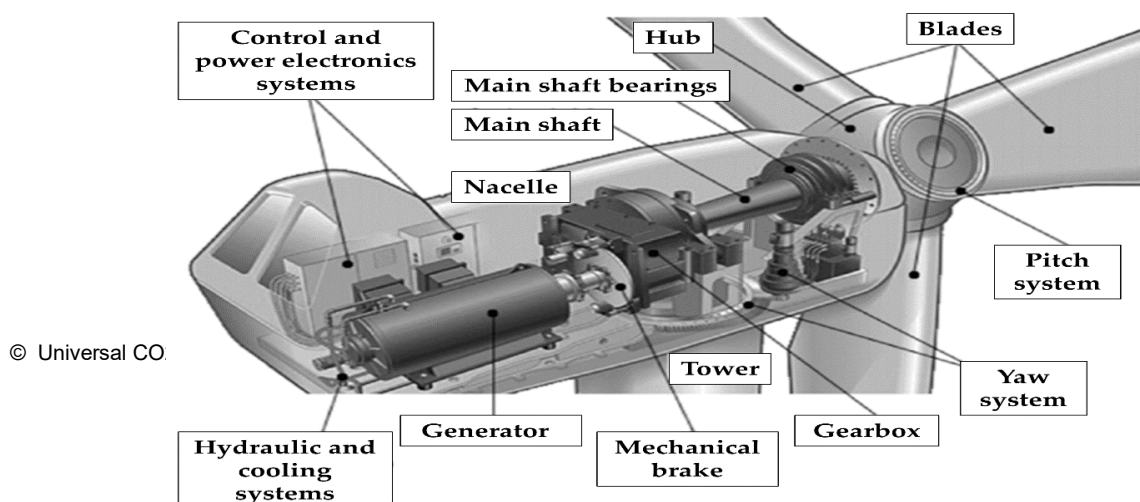 Control and
power electronics
systems
Hub
Blades
Main shaft bearings
Main shaft
Nacelle
Pitch
system
© Universal CO
Tower
Yaw
system
Generator
Mechanical
brake
Gearbox
Hydraulic and
cooling
systems